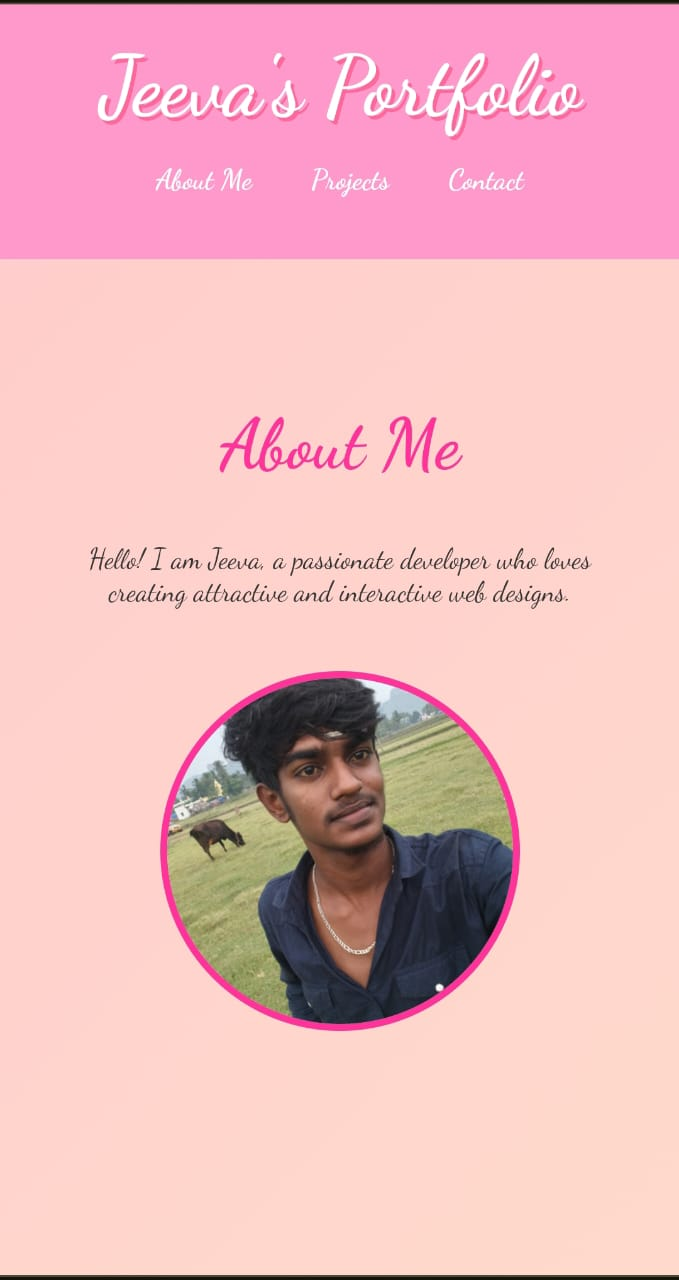 Jeeva's Portfolio
About Me Projects Contact
About Me
Hello! I am Jeeva, a passionate developer who loves
creating attractive and interactive web designs.